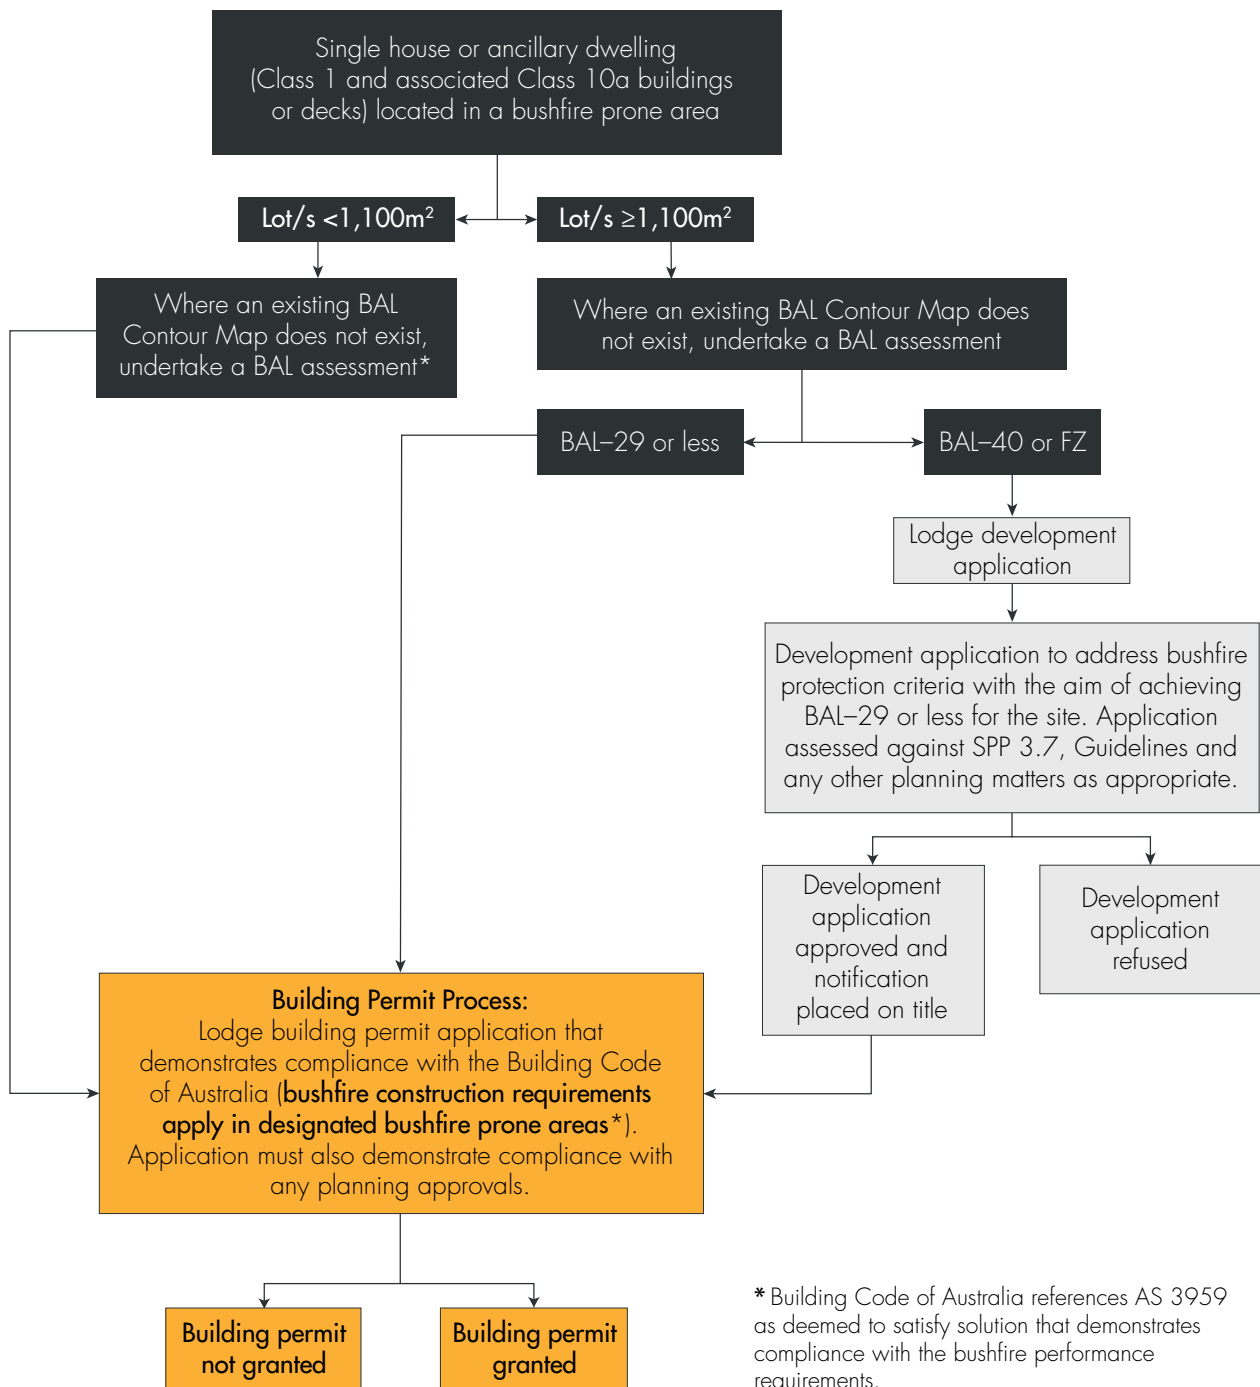 Single house or ancillary dwelling
(Class 1 and associated Class 10a buildings
or decks) located in a bushfire prone area
Lot/s <1,100m²
Lot/s ≥1,100m²
Where an existing BAL
Contour Map does not exist,
undertake a BAL assessment*
Where an existing BAL Contour Map does
not exist, undertake a BAL assessment
BAL–29 or less
BAL–40 or FZ
Lodge development
application
Development application to address bushfire
protection criteria with the aim of achieving
BAL–29 or less for the site. Application
assessed against SPP 3.7, Guidelines and
any other planning matters as appropriate.
Development
application
approved and
notification
placed on title
Development
application
refused
Building Permit Process:
Lodge building permit application that
demonstrates compliance with the Building Code
of Australia (bushfire construction requirements
apply in designated bushfire prone areas*).
Application must also demonstrate compliance with
any planning approvals.
Building permit
not granted
Building permit
granted
* Building Code of Australia references AS 3959
as deemed to satisfy solution that demonstrates
compliance with the bushfire performance
requirements.